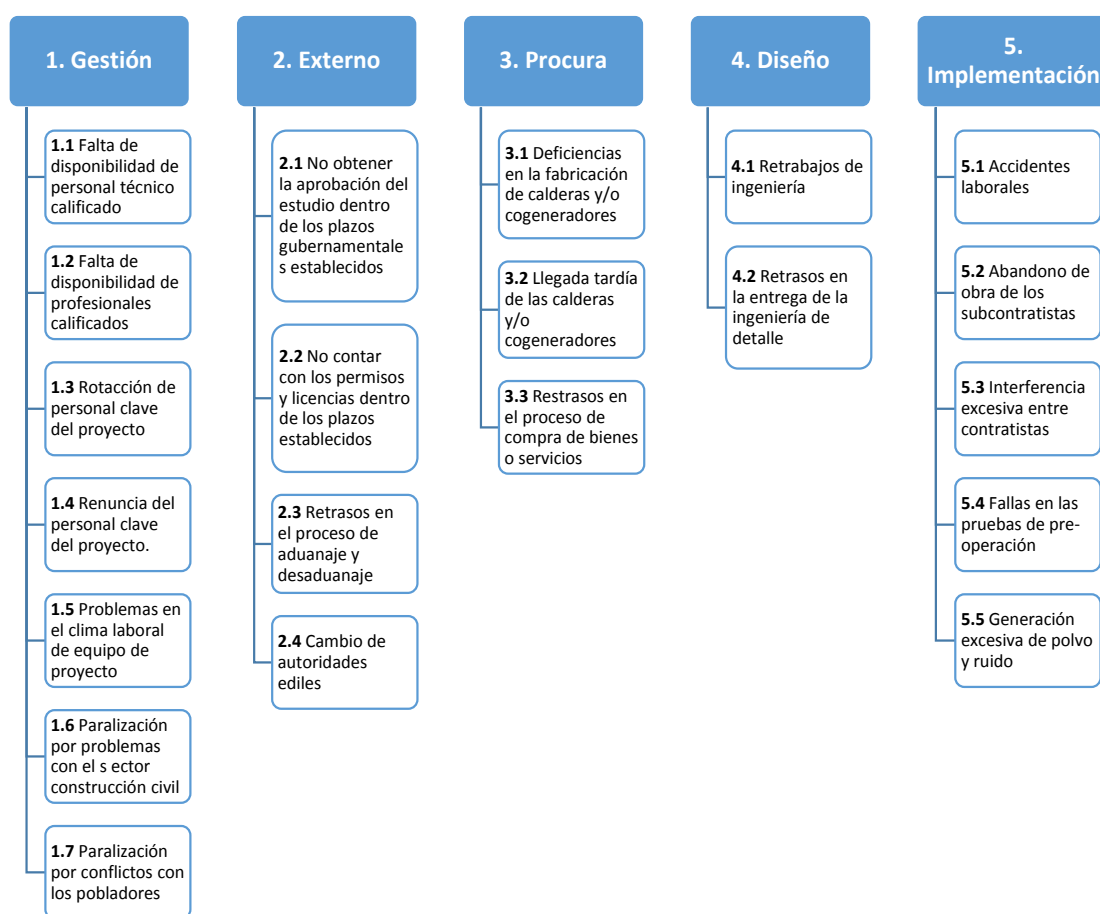 1. Gestión
1.1 Falta de
disponibilidad de
personal técnico
calificado
1.2 Falta de
disponibilidad de
profesionales
calificados
1.3 Rotacción de
personal clave
del proyecto
1.4 Renuncia del
personal clave
del proyecto.
1.5 Problemas en
el clima laboral
de equipo de
proyecto
1.6 Paralización
por problemas
con el s ector
construcción civil
1.7 Paralización
por conflictos con
los pobladores
2. Externo
2.1 No obtener
la aprobación del
estudio dentro
de los plazos
gubernamentale
s establecidos
2.2 No contar
con los permisos
y licencias dentro
de los plazos
establecidos
2.3 Retrasos en
el proceso de
aduanaje y
desaduanaje
2.4 Cambio de
autoridades
ediles
3. Procura
3.1 Deficiencias
en la fabricación
de calderas y/o
cogeneradores
3.2 Llegada tardía
de las calderas
y/o
cogeneradores
3.3 Restrasos en
el proceso de
compra de bienes
o servicios
4. Diseño
4.1 Retrabajos de
ingeniería
4.2 Retrasos en
la entrega de la
ingeniería de
detalle
5.
Implementación
5.1 Accidentes
laborales
5.2 Abandono de
obra de los
subcontratistas
5.3 Interferencia
excesiva entre
contratistas
5.4 Fallas en las
pruebas de pre-
operación
5.5 Generación
excesiva de polvo
y ruido